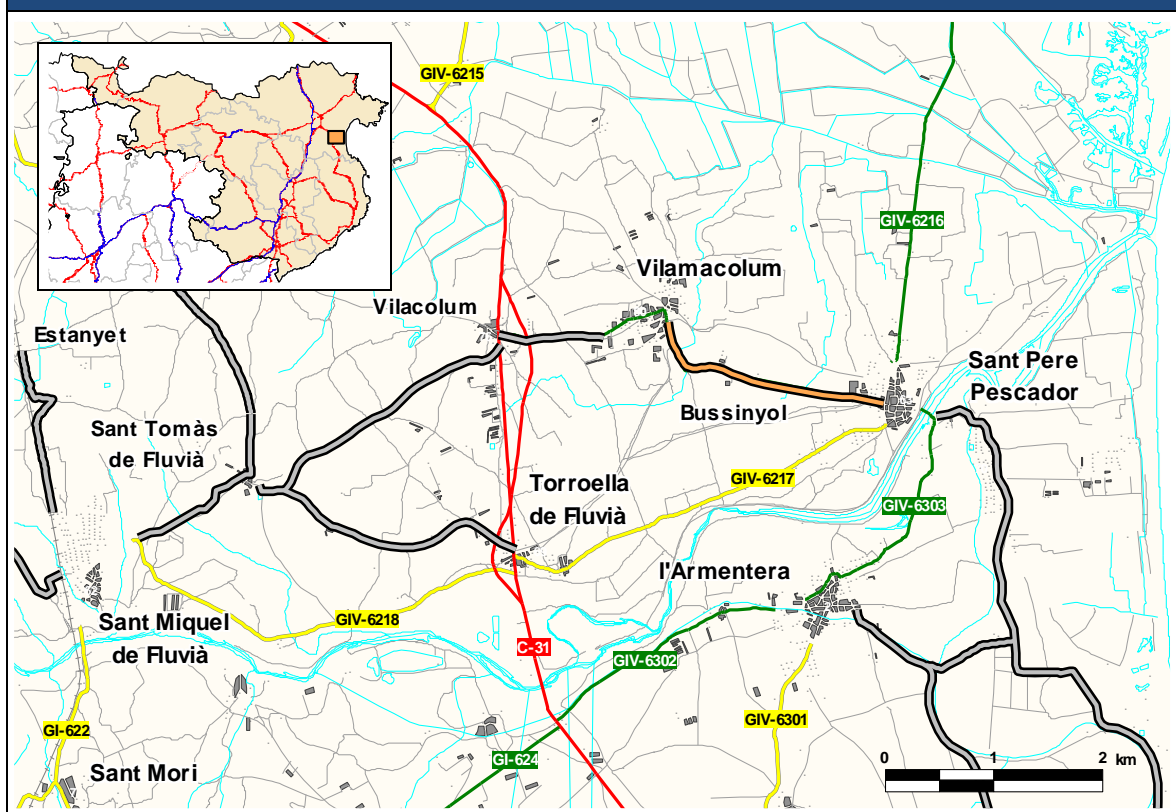 GIV-6215
GIV-6216
Vilamacolum
Vilacolum
Estanyet
Sant Pere
Pescador
Bussinyol
Sant Tomàs
de Fluvià
GIV-6217
Torroella
de Fluvià
GIV-6303
l'Armentera
Sant Miquel
de Fluvià
GIV-6218
C-31
GIV-6302
GI-622
GIV-6301
GI-624
Sant Mori
0 1 2 km